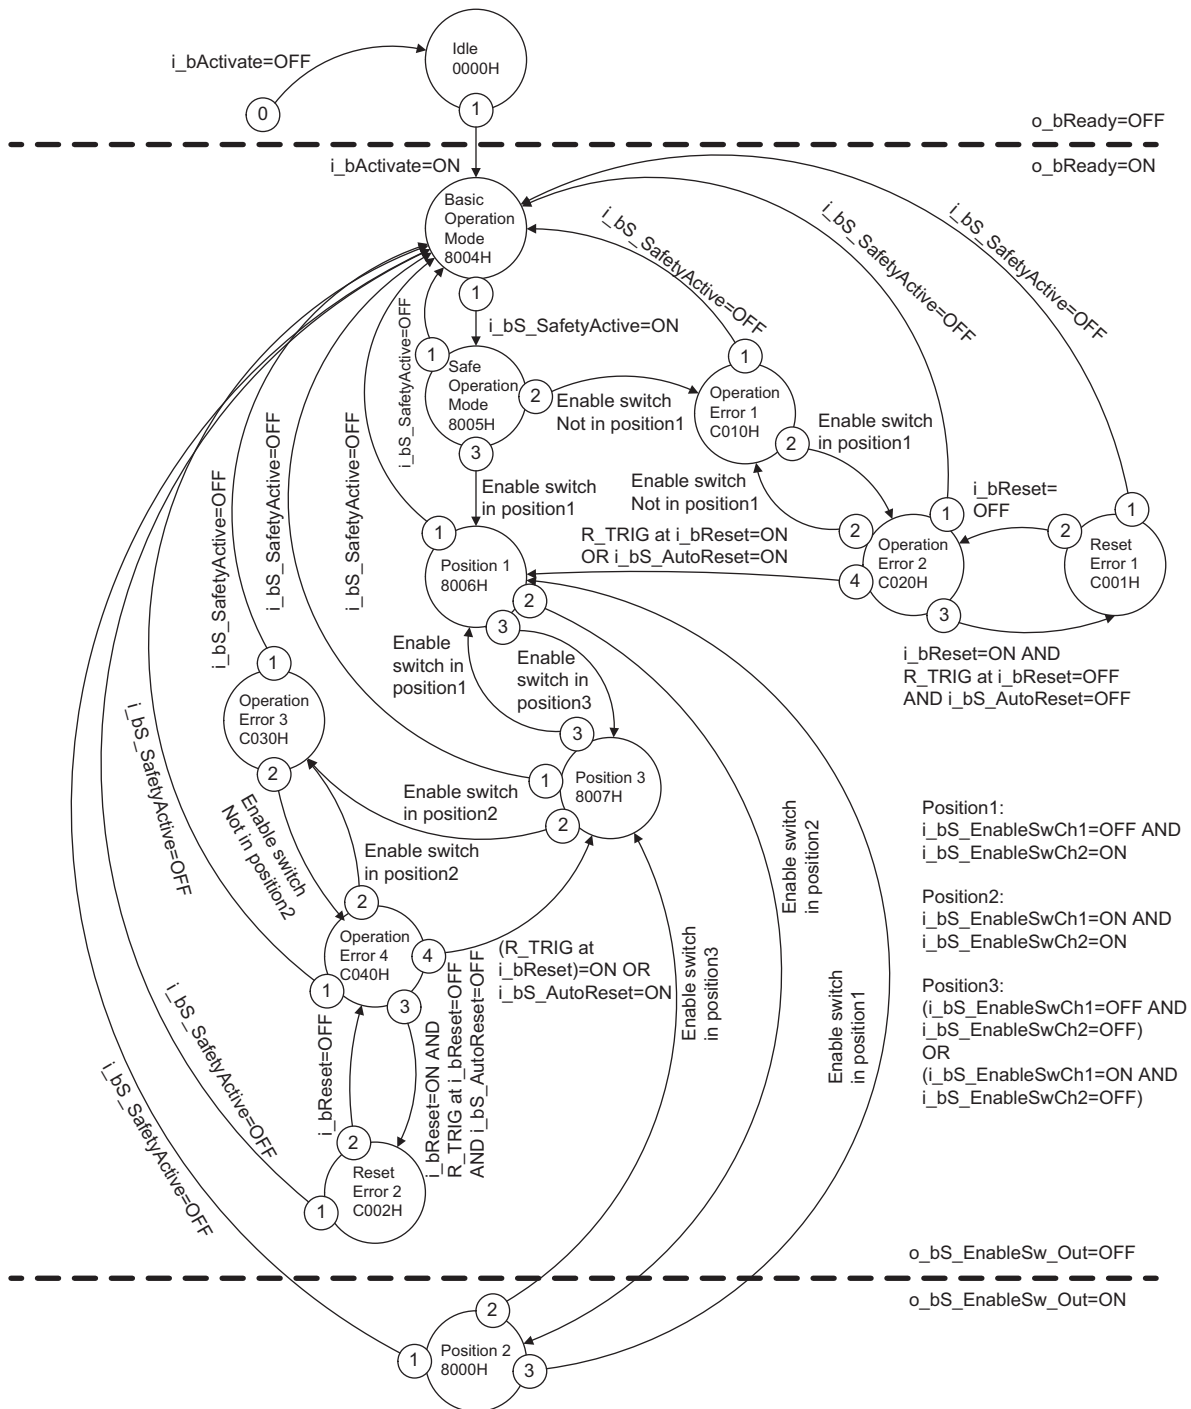 Idle
0000H
i_bActivate=OFF
0
1
o_bReady=OFF
o_bReady=ON
i_bActivate=ON
Basic
Operation
Mode
8004H
1
i_bS_SafetyActive=ON
i_bS_SafetyActive=OFF
i_bS_SafetyActive=OFF
i_bS_SafetyActive=OFF
i_bS_SafetyActive=OFF
1
Safe
Operation
Mode
8005H
2
3
Enable switch
Not in position1
1
Operation
Error 1
C010H
2
Enable switch
in position1
Enable switch
in position1
Enable switch
Not in position1
i_bReset=
OFF
1
Position 1
8006H
2
3
R_TRIG at i_bReset=ON
OR i_bS_AutoReset=ON
1
2
Operation
Error 2
C020H
4
3
1
2
Reset
Error 1
C001H
i_bReset=ON AND
R_TRIG at i_bReset=OFF
AND i_bS_AutoReset=OFF
i_bS_SafetyActive=OFF
i_bS_SafetyActive=OFF
i_bS_SafetyActive=OFF
Enable
switch in
position1
Enable
switch in
position3
1
Operation
Error 3
C030H
2
3
1
Position 3
8007H
2
Enable switch
in position2
Enable switch
Not in position2
Enable switch
in position2
i_bS_SafetyActive=OFF
2
Operation
Error 4
C040H
4
1
3
(R_TRIG at
i_bReset)=ON OR
i_bS_AutoReset=ON
Enable switch
in position3
Enable switch
in position2
Enable switch
in position1
Position1:
i_bS_EnableSwCh1=OFF AND
i_bS_EnableSwCh2=ON
Position2:
i_bS_EnableSwCh1=ON AND
i_bS_EnableSwCh2=ON
Position3:
(i_bS_EnableSwCh1=OFF AND
i_bS_EnableSwCh2=OFF)
OR
(i_bS_EnableSwCh1=ON AND
i_bS_EnableSwCh2=OFF)
i_bReset=OFF
i_bReset=ON AND
R_TRIG at i_bReset=OFF
AND i_bS_AutoReset=OFF
i_bS_SafetyActive=OFF
2
Reset
Error 2
C002H
1
o_bS_EnableSw_Out=OFF
o_bS_EnableSw_Out=ON
2
1
Position 2
8000H
3